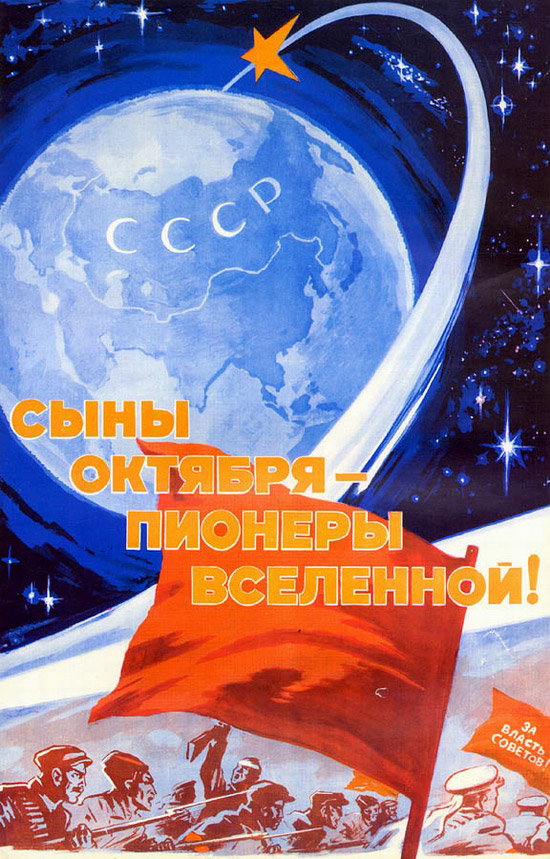 СССР
СЫНЫ
ОКТЯБРЯ –
ПИОНЕРЫ
ВСЕЛЕННОЙ!
ЗА
ВЛАСТЬ
СОВЕТОВ!